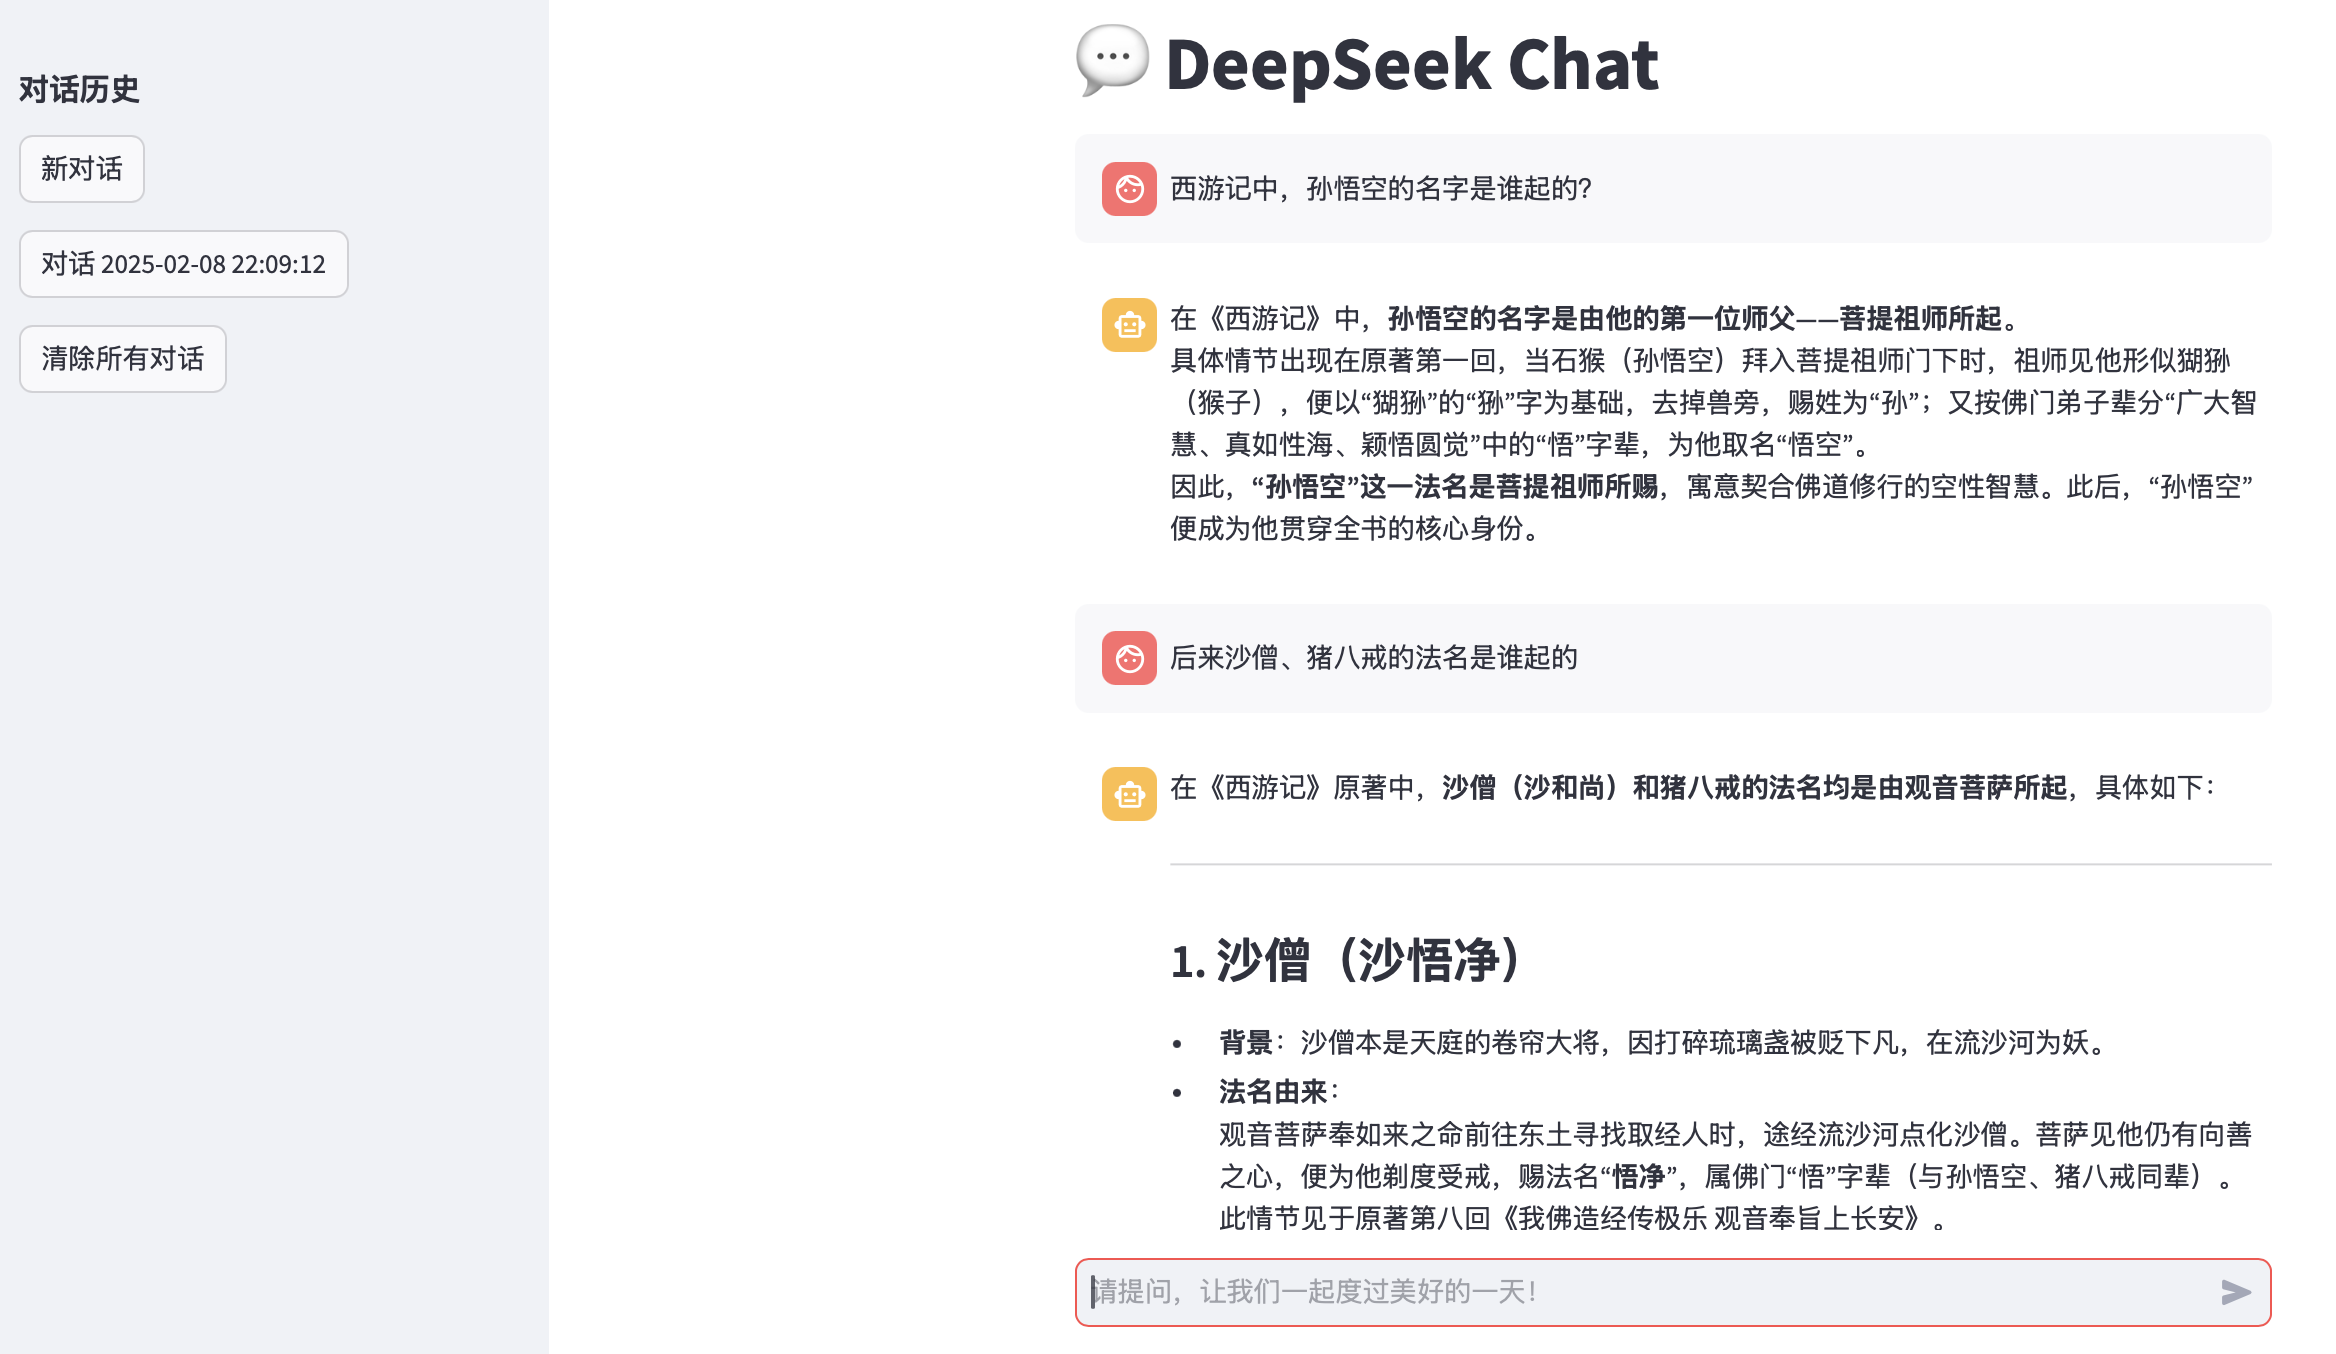 对话历史
新对话
对话 2025-02-08 22:09:12
清除所有对话
DeepSeek Chat
西游记中，孙悟空的名字是谁起的?
在《西游记》中，孙悟空的名字是由他的第一位师父——菩提祖师所起。
具体情节出现在原著第一回，当石猴（孙悟空）拜入菩提祖师门下时，祖师见他形似猢狲
（猴子），便以“猢狲”的“狲”字为基础，去掉兽旁，赐姓为“孙”；又按佛门弟子辈分“广大智
慧、真如性海、颖悟圆觉”中的“悟”字辈，为他取名“悟空”。
因此，“孙悟空”这一法名是菩提祖师所赐，寓意契合佛道修行的空性智慧。此后，“孙悟空”
便成为他贯穿全书的核心身份。
后来沙僧、猪八戒的法名是谁起的
在《西游记》原著中，沙僧（沙和尚）和猪八戒的法名均是由观音菩萨所起，具体如下：
1. 沙僧（沙悟净）
• 背景：沙僧本是天庭的卷帘大将，因打碎琉璃盏被贬下凡，在流沙河为妖。
• 法名由来：
观音菩萨奉如来之命前往东土寻找取经人时，途经流沙河点化沙僧。菩萨见他仍有向善
之心，便为他剃度受戒，赐法名“悟净”，属佛门“悟”字辈（与孙悟空、猪八戒同辈）。
此情节见于原著第八回《我佛造经传极乐 观音奉旨上长安》。
请提问，让我们一起度过美好的一天！